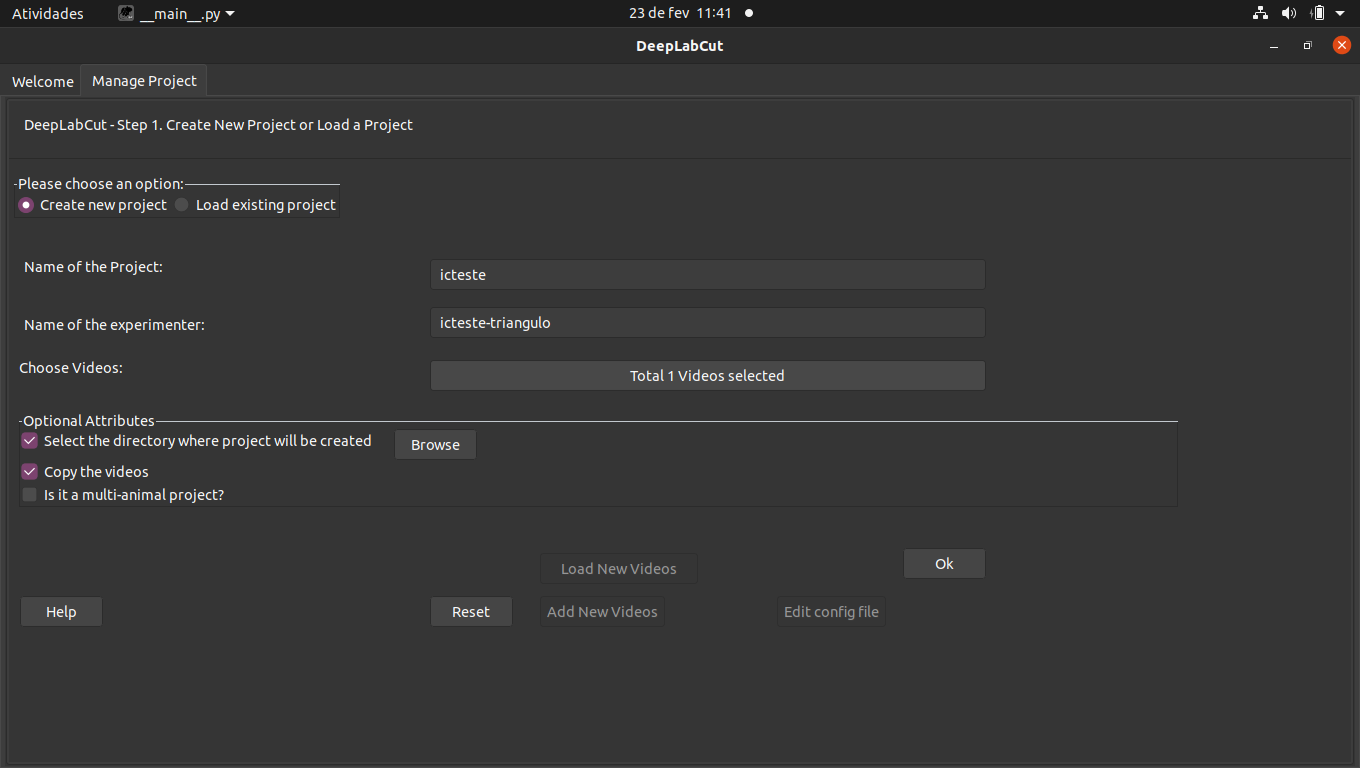 Atividades __main__.py 23 de fev 11:41
DeepLabCut
Welcome Manage Project
DeepLabCut - Step 1. Create New Project or Load a Project
Please choose an option:
Create new project Load existing project
Name of the Project: icteste
Name of the experimenter: icteste-triangulo
Choose Videos: Total 1 Videos selected
Optional Attributes
Select the directory where project will be created Browse
Copy the videos
Is it a multi-animal project?
Load New Videos Ok
Help Reset Add New Videos Edit config file